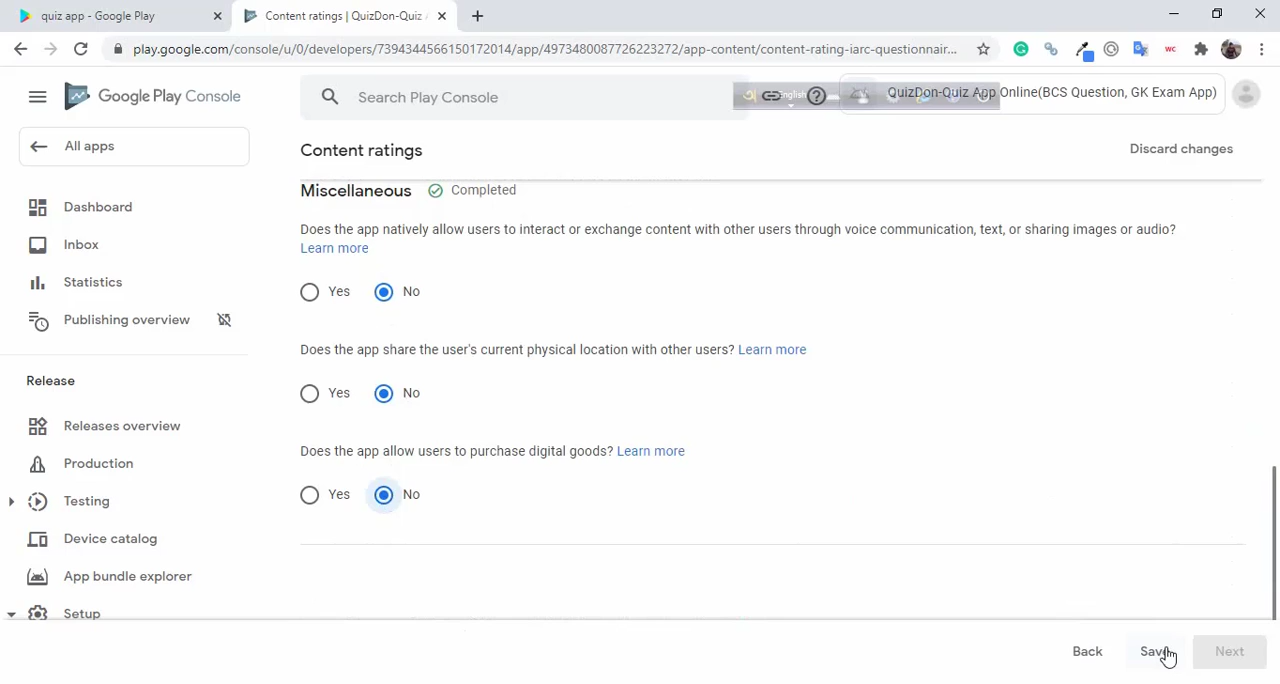 quiz app - Google Play
Content ratings | QuizDon-Quiz
play.google.com/console/u/0/developers/7394344566150172014/app/4973480087726223272/app-content/content-rating-iarc-questionnair...
WC
Google Play Console
Search Play Console
English
QuizDon-Quiz App Online(BCS Question, GK Exam App)
All apps
Content ratings
Discard changes
Dashboard
Inbox
Statistics
Publishing overview
Release
Releases overview
Production
Testing
Device catalog
App bundle explorer
Setup
Miscellaneous Completed
Does the app natively allow users to interact or exchange content with other users through voice communication, text, or sharing images or audio?
Learn more
Yes No
Does the app share the user's current physical location with other users? Learn more
Yes No
Does the app allow users to purchase digital goods? Learn more
Yes No
Back Save Next